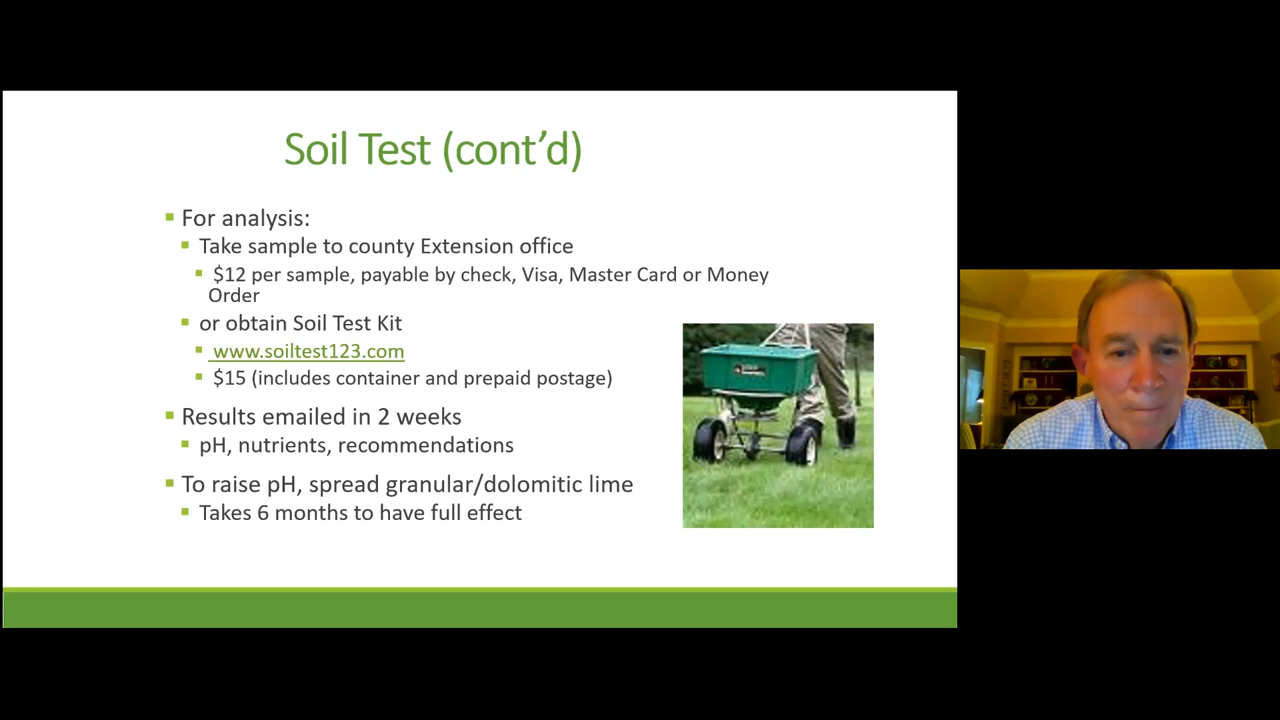 Soil Test (cont’d)
For analysis:
Take sample to county Extension office
$12 per sample, payable by check, Visa, Master Card or Money
Order
or obtain Soil Test Kit
www.soiltest123.com
$15 (includes container and prepaid postage)
Results emailed in 2 weeks
pH, nutrients, recommendations
To raise pH, spread granular/dolomitic lime
Takes 6 months to have full effect